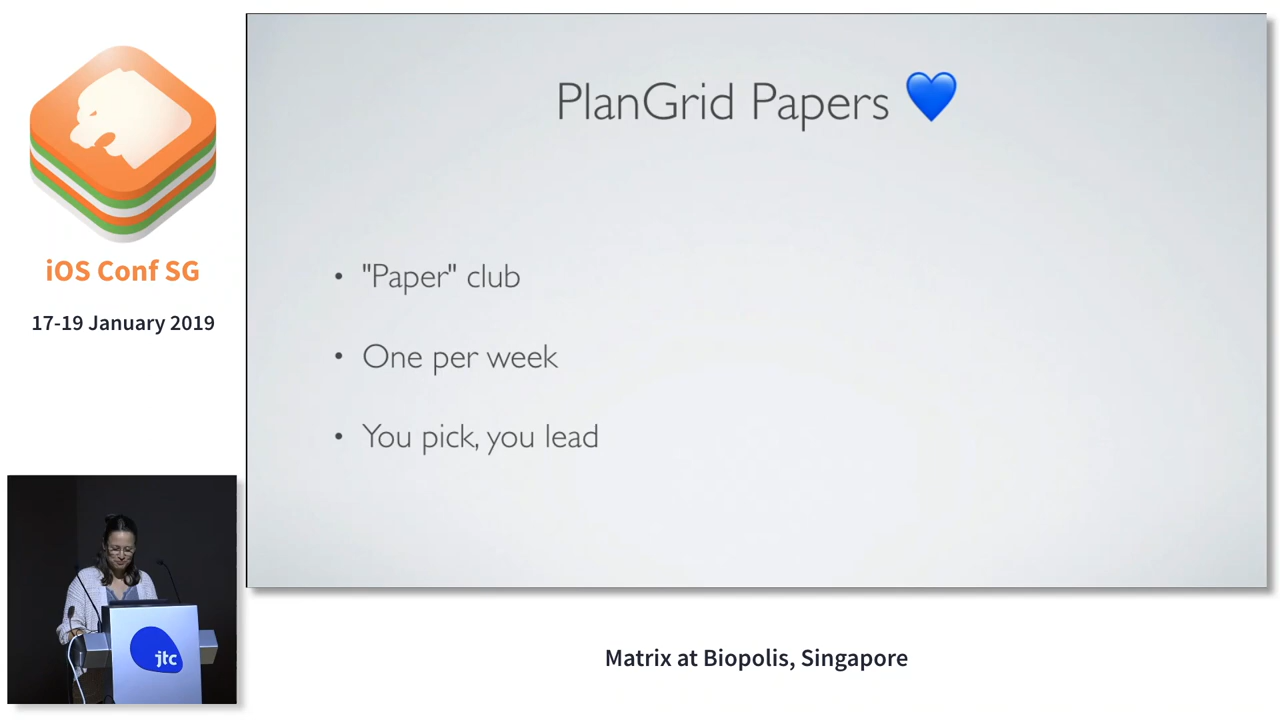 iOS Conf SG
17-19 January 2019
PlanGrid Papers 💙
• "Paper" club
• One per week
• You pick, you lead
jtc
Matrix at Biopolis, Singapore